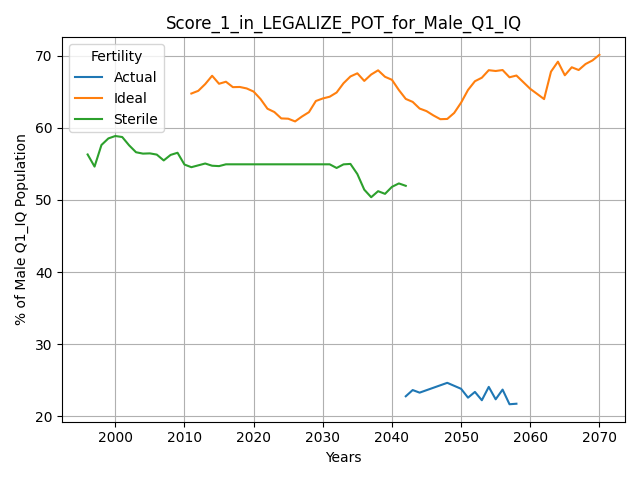 Score_1_in_LEGALIZE_POT_for_Male_Q1_IQ
Fertility
Actual
Ideal
Sterile
% of Male Q1_IQ Population
70
60
50
40
30
20
2000
2010
2020
2030
2040
2050
2060
2070
Years